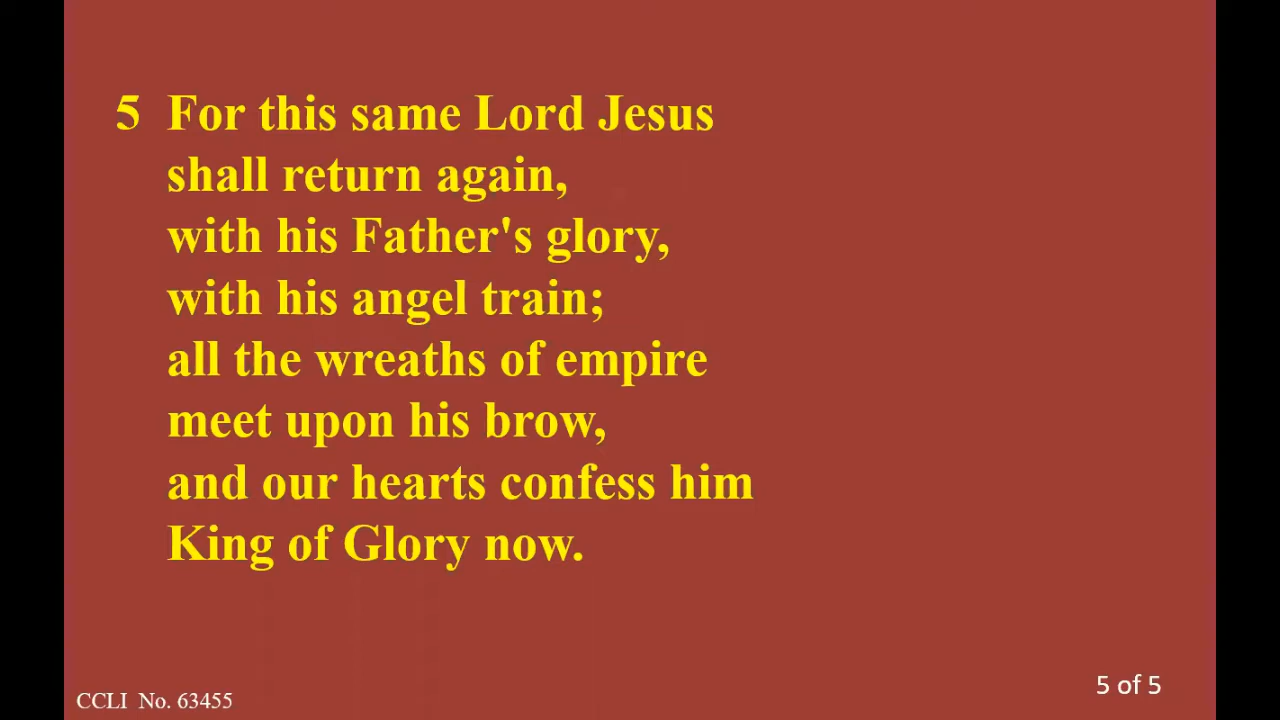 5 For this same Lord Jesus
shall return again,
with his Father's glory,
with his angel train;
all the wreaths of empire
meet upon his brow,
and our hearts confess him
King of Glory now.
CCLI No. 63455
5 of 5